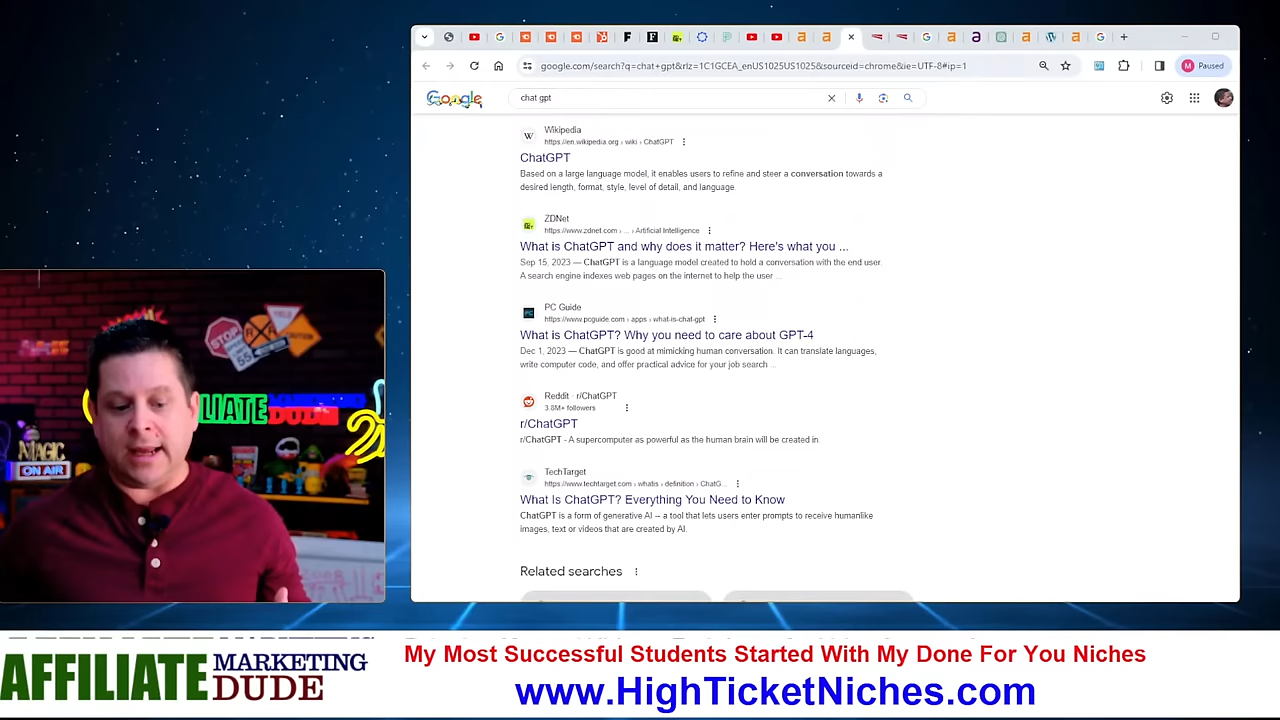 google.com/search?q=chat+gpt&rlz=1C1GCEA_enUS1025US1025&sourceid=chrome&ie=UTF-8#ip=1
M Paused
Google
chat gpt
Wikipedia
https://en.wikipedia.org › wiki › ChatGPT
ChatGPT
Based on a large language model, it enables users to refine and steer a conversation towards a
desired length, format, style, level of detail, and language.
ZDNet
https://www.zdnet.com › ... › Artificial Intelligence
What is ChatGPT and why does it matter? Here's what you ...
Sep 15, 2023 — ChatGPT is a language model created to hold a conversation with the end user.
A search engine indexes web pages on the internet to help the user ...
PC Guide
https://www.pcguide.com › apps › what-is-chat-gpt
What is ChatGPT? Why you need to care about GPT-4
Dec 1, 2023 — ChatGPT is good at mimicking human conversation. It can translate languages,
write computer code, and offer practical advice for your job search ...
Reddit · r/ChatGPT
3.8M+ followers
r/ChatGPT
r/ChatGPT - A supercomputer as powerful as the human brain will be created in.
TechTarget
https://www.techtarget.com › whatis › definition › ChatG...
What Is ChatGPT? Everything You Need to Know
ChatGPT is a form of generative AI -- a tool that lets users enter prompts to receive humanlike
images, text or videos that are created by AI.
Related searches
STOP
SPEED 55
R R
YIELD
ILIATE
DUDE
MAGIC
ON AIR
AFFILIATE MARKETING
DUDE
My Most Successful Students Started With My Done For You Niches
www.HighTicketNiches.com